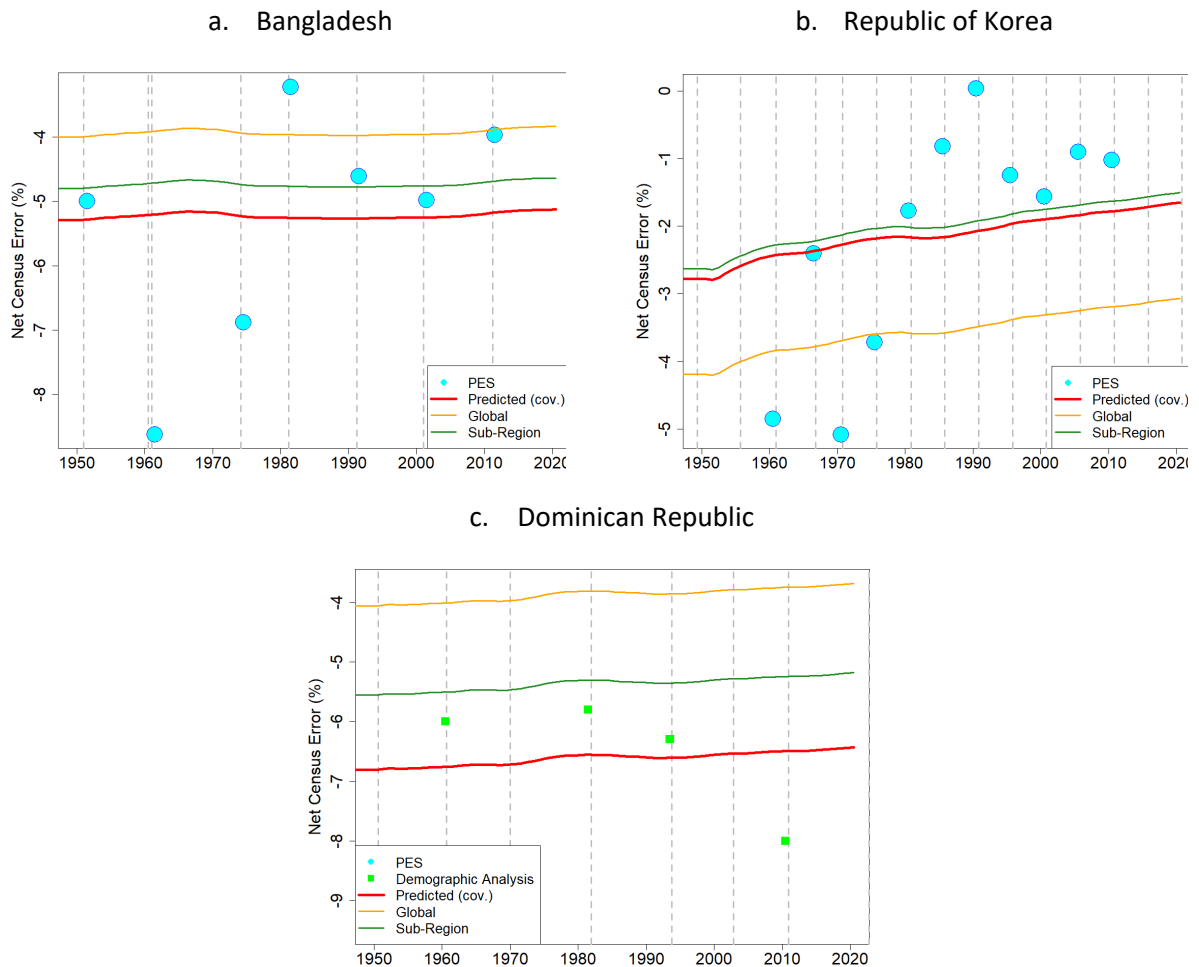 a. Bangladesh
Net Census Error (%)
-4
-5
-6
-7
-8
1950 1960 1970 1980 1990 2000 2010 2020
PES
Predicted (cov.)
Global
Sub-Region
b. Republic of Korea
Net Census Error (%)
0
-1
-2
-3
-4
-5
1950 1960 1970 1980 1990 2000 2010 2020
PES
Predicted (cov.)
Global
Sub-Region
c. Dominican Republic
Net Census Error (%)
-4
-5
-6
-7
-8
-9
1950 1960 1970 1980 1990 2000 2010 2020
PES
Demographic Analysis
Predicted (cov.)
Global
Sub-Region